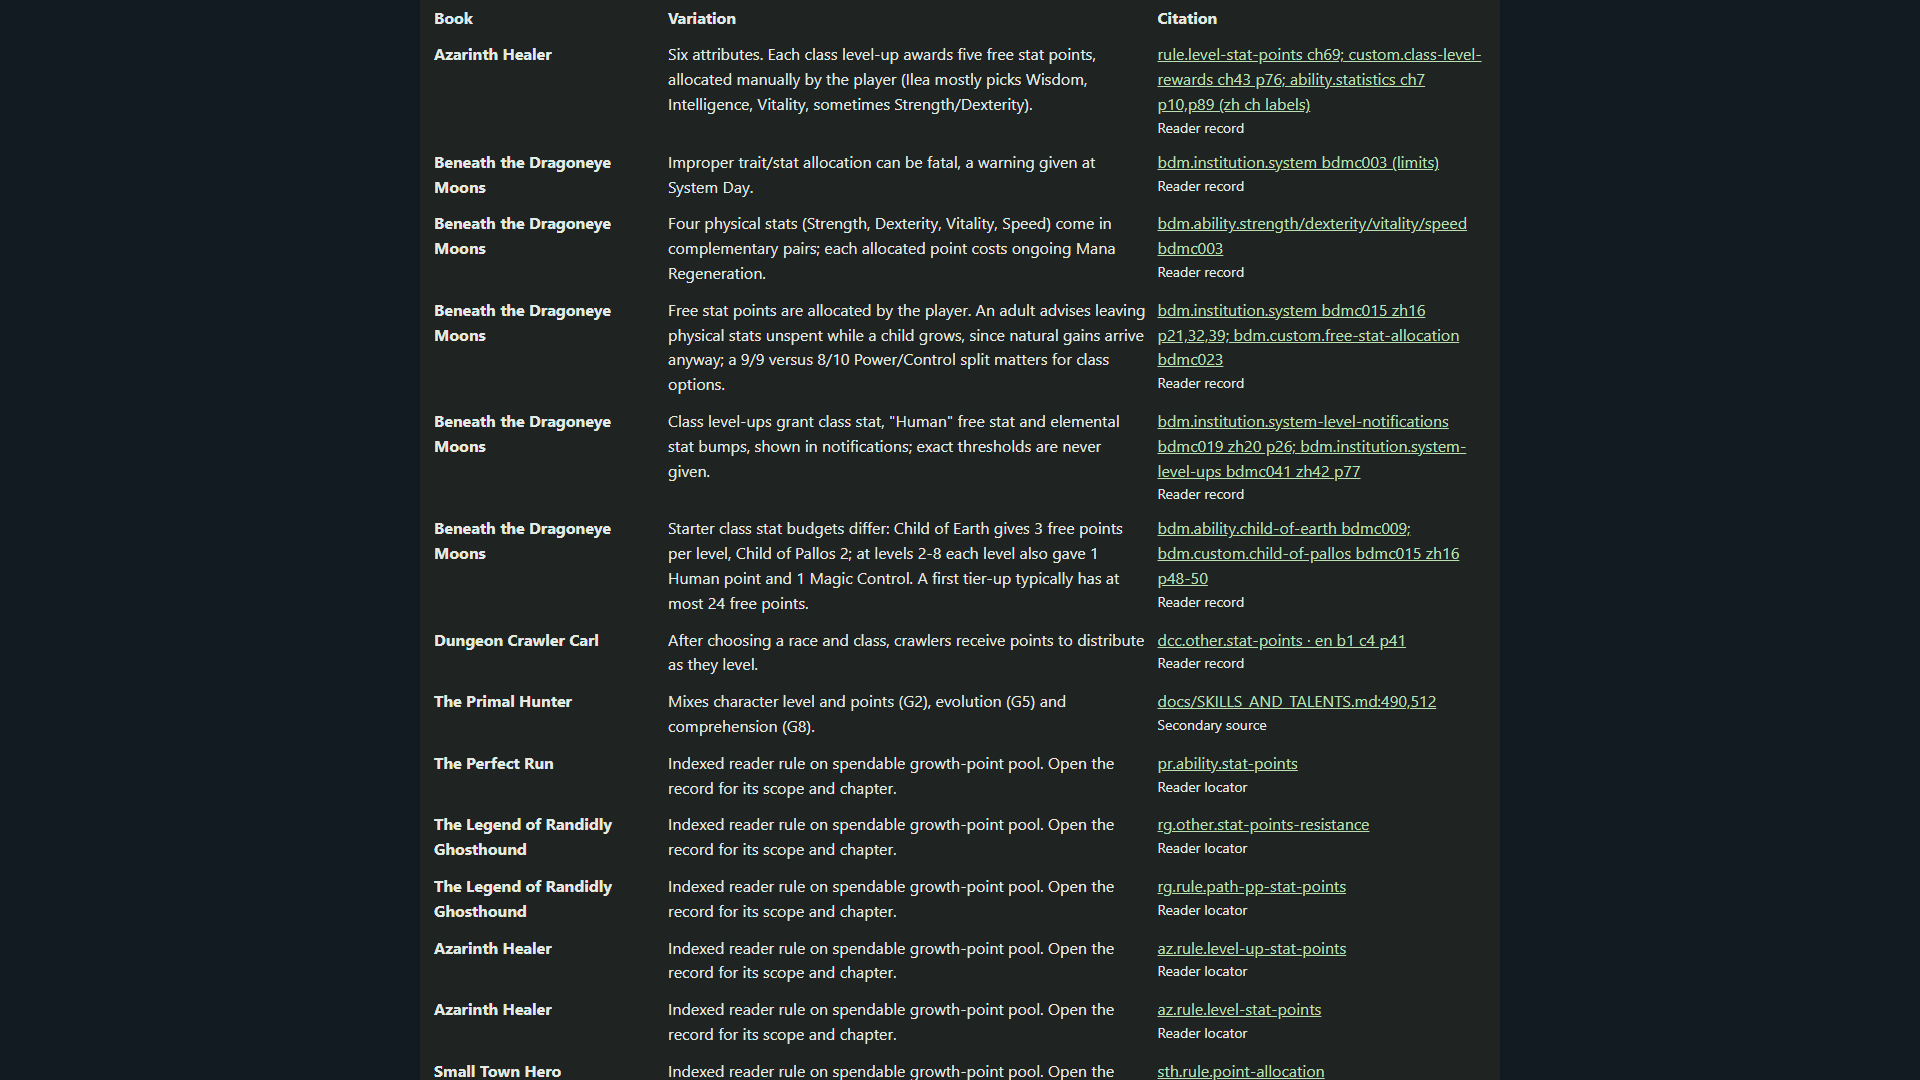 Book Variation Citation
Azarinth Healer
Six attributes. Each class level-up awards five free stat points,
allocated manually by the player (Ilea mostly picks Wisdom,
Intelligence, Vitality, sometimes Strength/Dexterity).
rule.level-stat-points ch69; custom.class-level-
rewards ch43 p76; ability.statistics ch7
p10,p89 (zh ch labels)
Reader record
Beneath the Dragoneye
Moons
Improper trait/stat allocation can be fatal, a warning given at
System Day.
bdm.institution.system bdmc003 (limits)
Reader record
Beneath the Dragoneye
Moons
Four physical stats (Strength, Dexterity, Vitality, Speed) come in
complementary pairs; each allocated point costs ongoing Mana
Regeneration.
bdm.ability.strength/dexterity/vitality/speed
bdmc003
Reader record
Beneath the Dragoneye
Moons
Free stat points are allocated by the player. An adult advises leaving
physical stats unspent while a child grows, since natural gains arrive
anyway; a 9/9 versus 8/10 Power/Control split matters for class
options.
bdm.institution.system bdmc015 zh16
p21,32,39; bdm.custom.free-stat-allocation
bdmc023
Reader record
Beneath the Dragoneye
Moons
Class level-ups grant class stat, "Human" free stat and elemental
stat bumps, shown in notifications; exact thresholds are never
given.
bdm.institution.system-level-notifications
bdmc019 zh20 p26; bdm.institution.system-
level-ups bdmc041 zh42 p77
Reader record
Beneath the Dragoneye
Moons
Starter class stat budgets differ: Child of Earth gives 3 free points
per level, Child of Pallos 2; at levels 2-8 each level also gave 1
Human point and 1 Magic Control. A first tier-up typically has at
most 24 free points.
bdm.ability.child-of-earth bdmc009;
bdm.custom.child-of-pallos bdmc015 zh16
p48-50
Reader record
Dungeon Crawler Carl
After choosing a race and class, crawlers receive points to distribute
as they level.
dcc.other.stat-points · en b1 c4 p41
Reader record
The Primal Hunter
Mixes character level and points (G2), evolution (G5) and
comprehension (G8).
docs/SKILLS_AND_TALENTS.md:490,512
Secondary source
The Perfect Run
Indexed reader rule on spendable growth-point pool. Open the
record for its scope and chapter.
pr.ability.stat-points
Reader locator
The Legend of Randidly
Ghosthound
Indexed reader rule on spendable growth-point pool. Open the
record for its scope and chapter.
rg.other.stat-points-resistance
Reader locator
The Legend of Randidly
Ghosthound
Indexed reader rule on spendable growth-point pool. Open the
record for its scope and chapter.
rg.rule.path-pp-stat-points
Reader locator
Azarinth Healer
Indexed reader rule on spendable growth-point pool. Open the
record for its scope and chapter.
az.rule.level-up-stat-points
Reader locator
Azarinth Healer
Indexed reader rule on spendable growth-point pool. Open the
record for its scope and chapter.
az.rule.level-stat-points
Reader locator
Small Town Hero
Indexed reader rule on spendable growth-point pool. Open the
sth.rule.point-allocation